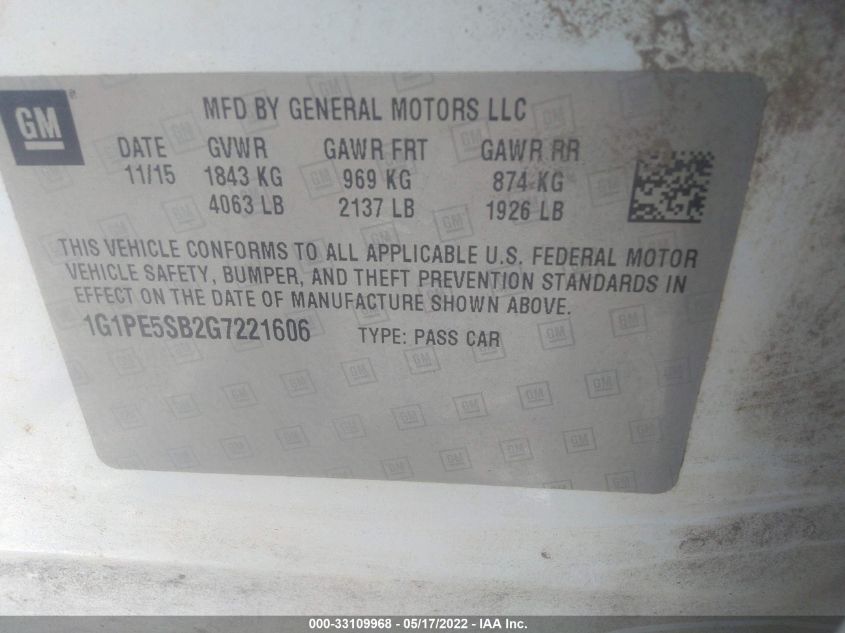 GM
MFD BY GENERAL MOTORS LLC
DATE GVWR GAWR FRT GAWR RR
11/15 1843 KG 969 KG 874 KG
4063 LB 2137 LB 1926 LB
THIS VEHICLE CONFORMS TO ALL APPLICABLE U.S. FEDERAL MOTOR
VEHICLE SAFETY, BUMPER, AND THEFT PREVENTION STANDARDS IN
EFFECT ON THE DATE OF MANUFACTURE SHOWN ABOVE.
1G1PE5SB2G7221606 TYPE: PASS CAR
000-33109968 - 05/17/2022 - IAA Inc.